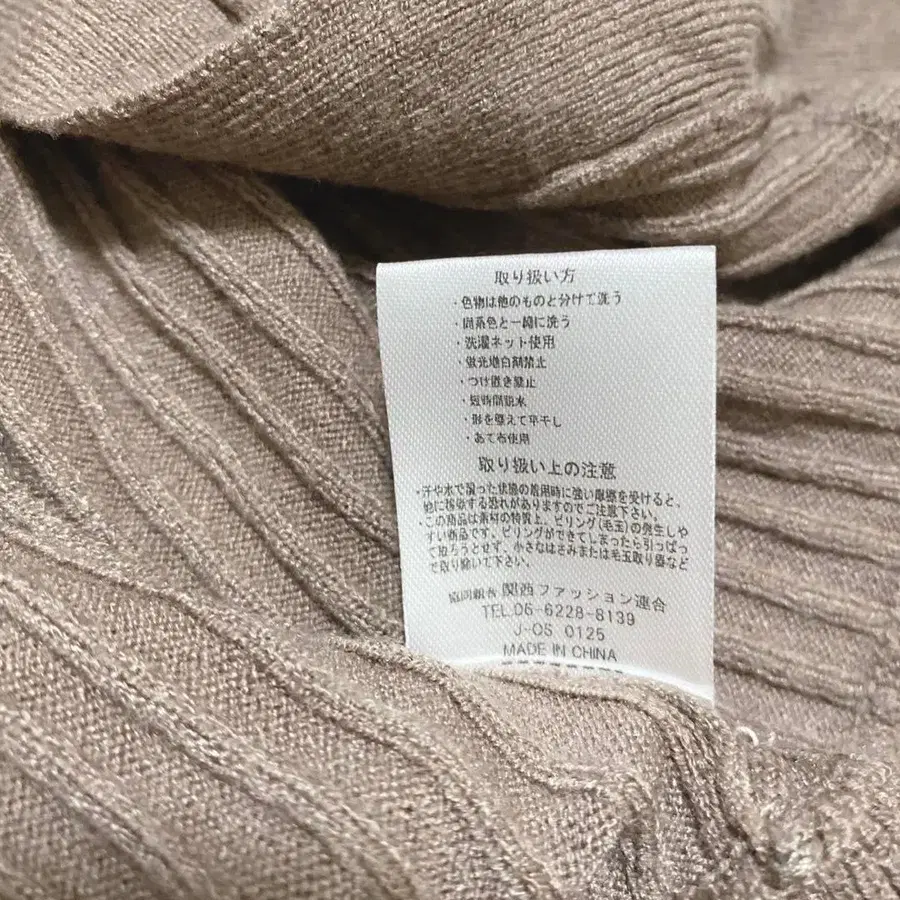 取り扱い方
・色物は他のものと分けて洗う
・同系色と一緒に洗う
・洗濯ネット使用
・蛍光増白剤禁止
・つけ置き禁止
・短時間脱水
・形を整えて平干し
・あて布使用
取り扱い上の注意
・汗や水で湿った状態の着用時に強い摩擦を受けると、
他に移染する恐れがありますのでご注意下さい。
・この商品は素材の特質上、ピリング(毛玉)の発生しや
すい商品です。ピリングができてしまったら引っぱっ
て取ろうとせず、小さなはさみまたは毛玉取り器など
で取り除いて下さい。
協同組合 関西ファッション連合
TEL.06-6228-8139
J-OS 0125
MADE IN CHINA